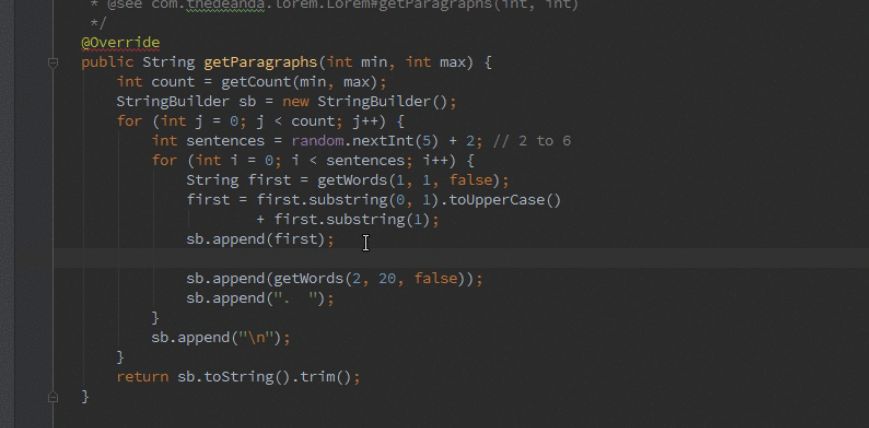 * @see com.thedeanda.lorem.Lorem#getParagraphs(int, int)
*/
@Override
public String getParagraphs(int min, int max) {
int count = getCount(min, max);
StringBuilder sb = new StringBuilder();
for (int j = 0; j < count; j++) {
int sentences = random.nextInt(5) + 2; // 2 to 6
for (int i = 0; i < sentences; i++) {
String first = getWords(1, 1, false);
first = first.substring(0, 1).toUpperCase()
+ first.substring(1);
sb.append(first);
sb.append(getWords(2, 20, false));
sb.append(".  ");
}
sb.append("\n");
}
return sb.toString().trim();
}